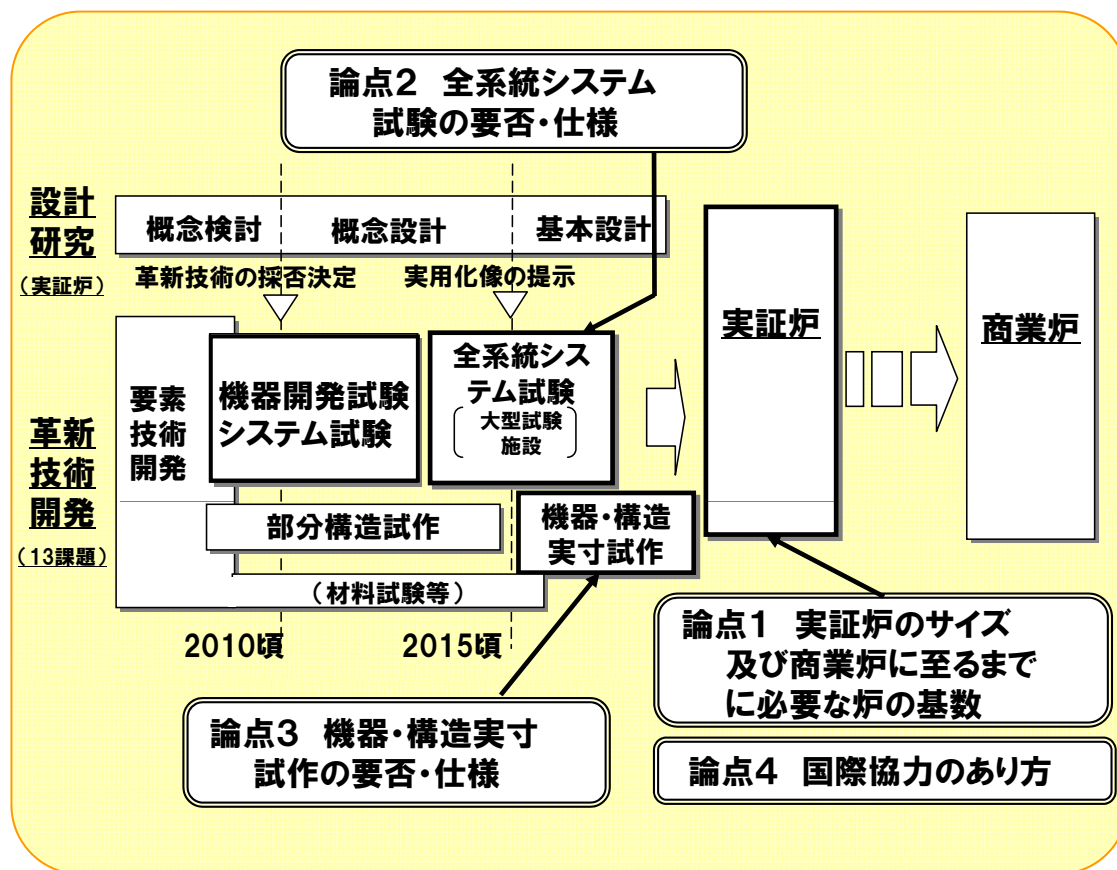 論点2 全系統システム
試験の要否・仕様
設計
研究
(実証炉)
概念検討
概念設計
基本設計
革新技術の採否決定
実用化像の提示
革新
技術
開発
(13課題)
要素
技術
開発
機器開発試験
システム試験
全系統シス
テム試験
大型試験
施設
部分構造試作
機器・構造
実寸試作
(材料試験等)
2010頃
2015頃
実証炉
商業炉
論点1 実証炉のサイズ
及び商業炉に至るまで
に必要な炉の基数
論点3 機器・構造実寸
試作の要否・仕様
論点4 国際協力のあり方